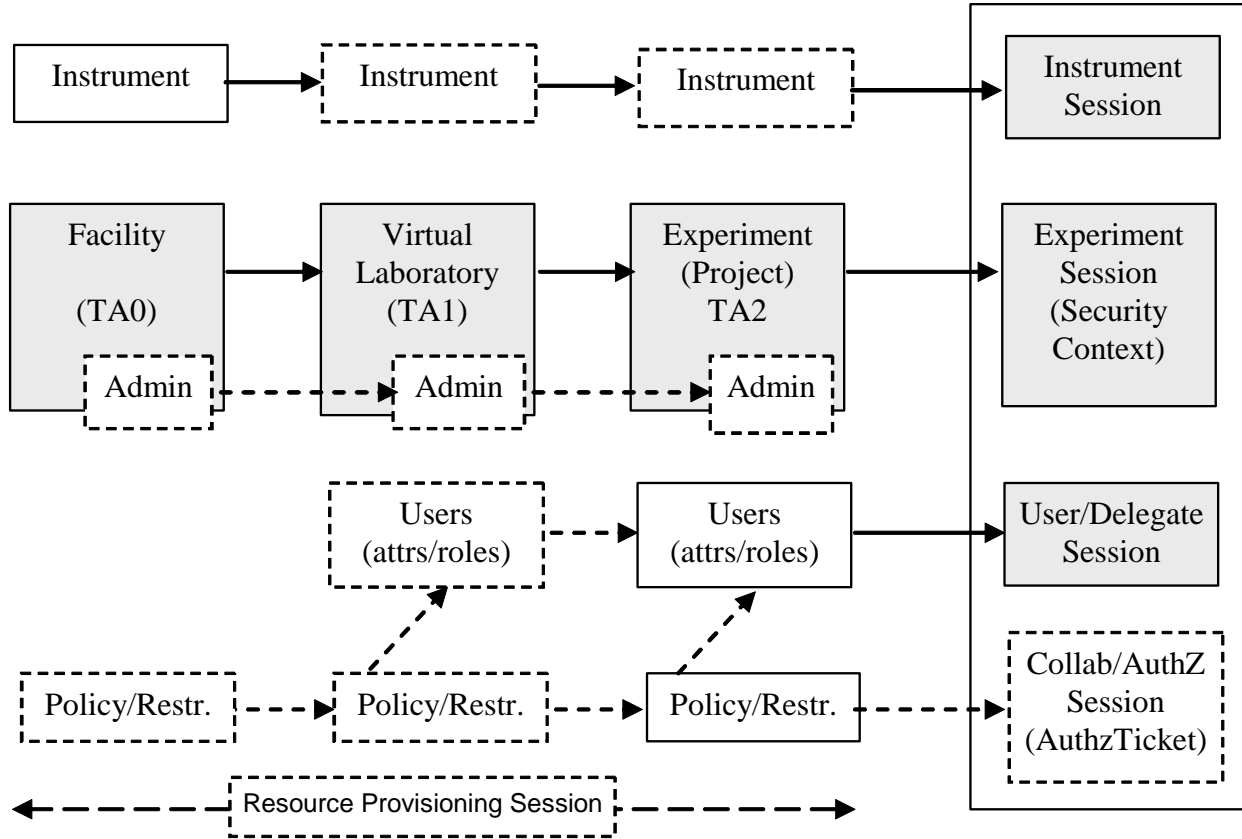 Instrument
Instrument
Instrument
Instrument
Session
Facility
(TA0)
Admin
Virtual
Laboratory
(TA1)
Admin
Experiment
(Project)
TA2
Admin
Experiment
Session
(Security
Context)
Users
(attrs/roles)
Users
(attrs/roles)
User/Delegate
Session
Policy/Restr.
Policy/Restr.
Policy/Restr.
Collab/AuthZ
Session
(AuthzTicket)
Resource Provisioning Session